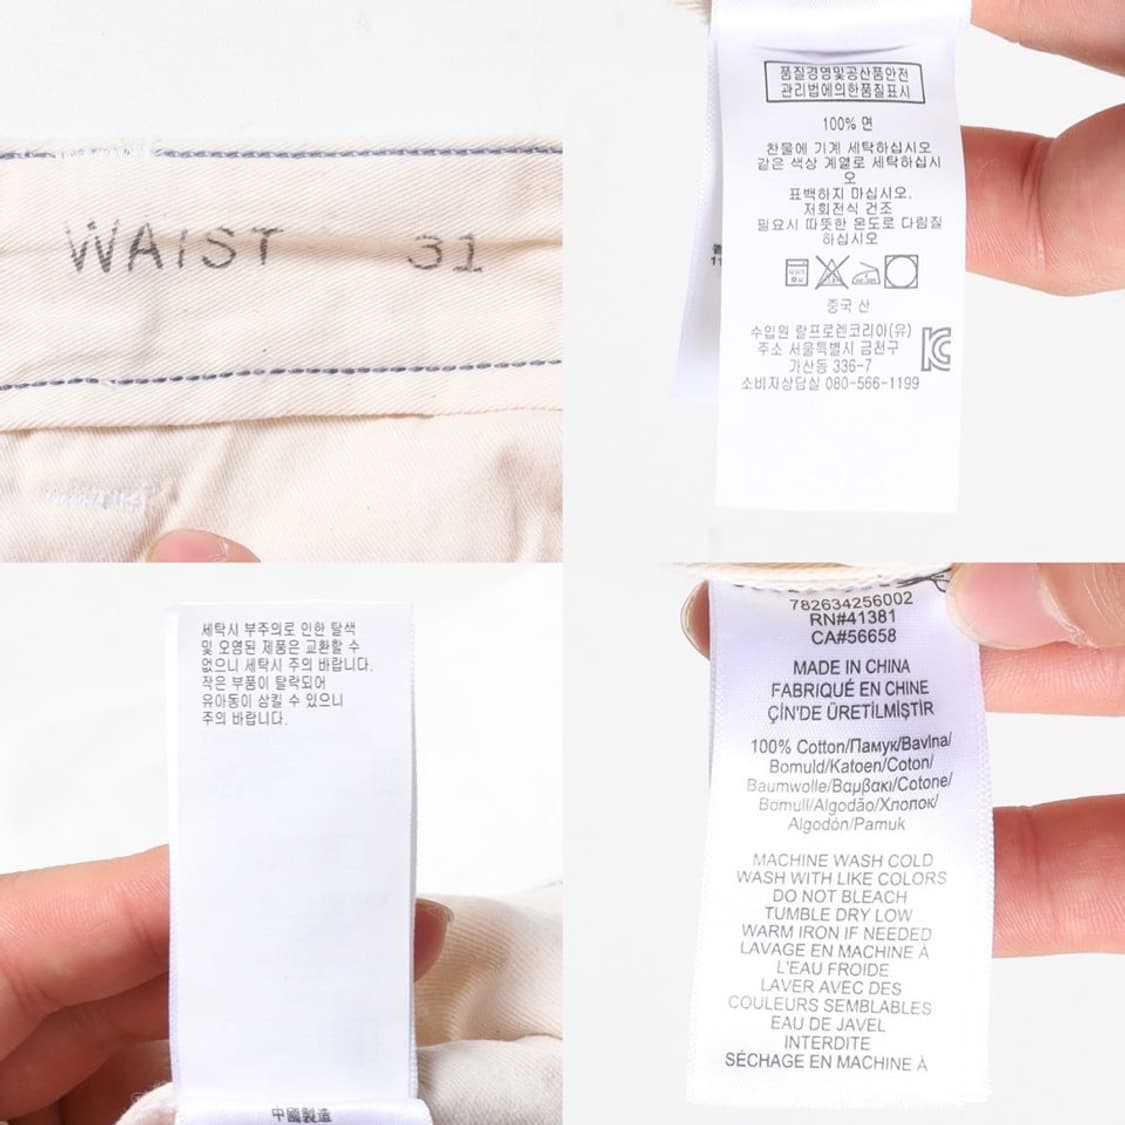 WAIST 31
품질경영및공산품안전
관리법에의한품질표시
100% 면
찬물에 기계 세탁하십시오
같은 색상 계열로 세탁하십시
오
표백하지 마십시오.
저회전식 건조
필요시 따뜻한 온도로 다림질
하십시오
중국 산
수입원 랄프로렌코리아(유)
주소 서울특별시 금천구
가산동 336-7
소비자상담실 080-566-1199
세탁시 부주의로 인한 탈색
및 오염된 제품은 교환할 수
없으니 세탁시 주의 바랍니다.
작은 부품이 탈락되어
유아동이 삼킬 수 있으니
주의 바랍니다.
中國製造
782634256002
RN#41381
CA#56658
MADE IN CHINA
FABRIQUÉ EN CHINE
ÇİN'DE ÜRETİLMİŞTİR
100% Cotton/Памук/Bavlna/
Bomuld/Katoen/Coton/
Baumwolle/Βαμβακι/Cotone/
Bomull/Algodão/Хлопок/
Algodón/Pamuk
MACHINE WASH COLD
WASH WITH LIKE COLORS
DO NOT BLEACH
TUMBLE DRY LOW
WARM IRON IF NEEDED
LAVAGE EN MACHINE À
L'EAU FROIDE
LAVER AVEC DES
COULEURS SEMBLABLES
EAU DE JAVEL
INTERDITE
SÉCHAGE EN MACHINE À